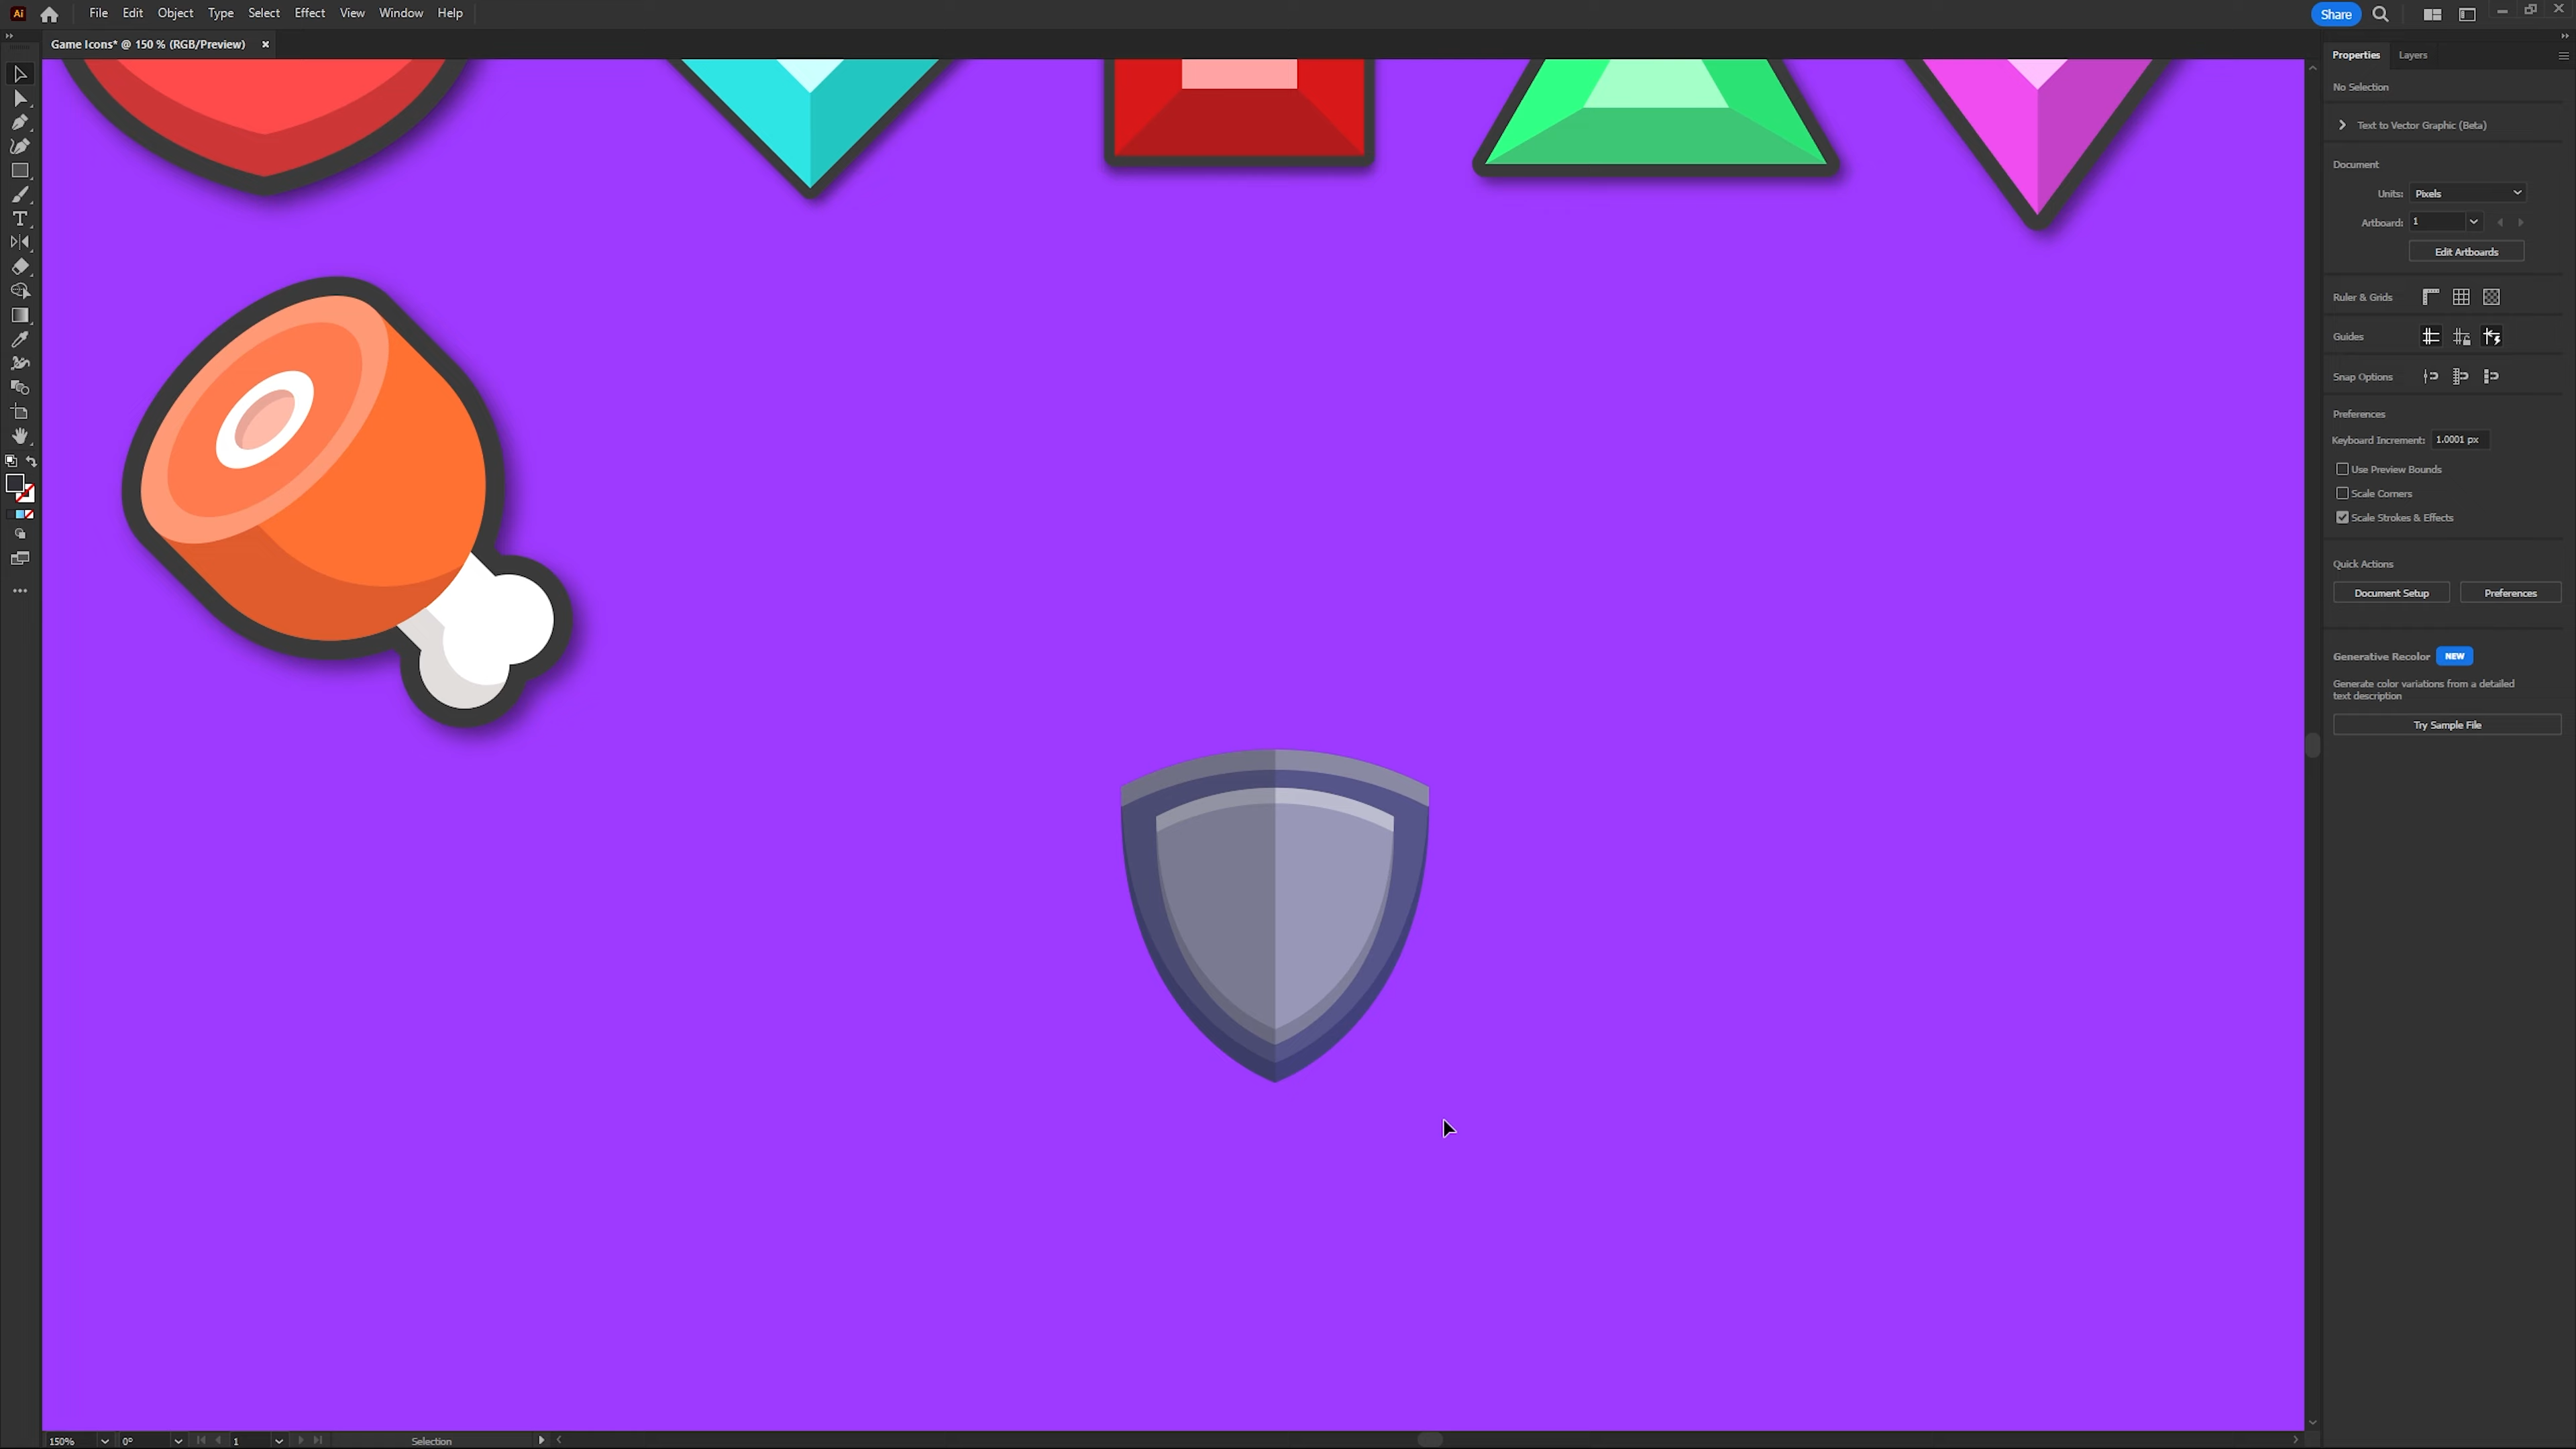 Ai File Edit Object Type Select Effect View Window Help Share
Game Icons* @ 150 % (RGB/Preview) ×
Properties Layers
No Selection
Text to Vector Graphic (Beta)
Document
Units: Pixels
Artboard: 1
Edit Artboards
Ruler & Grids
Guides
Snap Options
Preferences
Keyboard Increment: 1.0001 px
Use Preview Bounds
Scale Corners
Scale Strokes & Effects
Quick Actions
Document Setup Preferences
Generative Recolor NEW
Generate color variations from a detailed
text description
Try Sample File
150% 0° 1 Selection